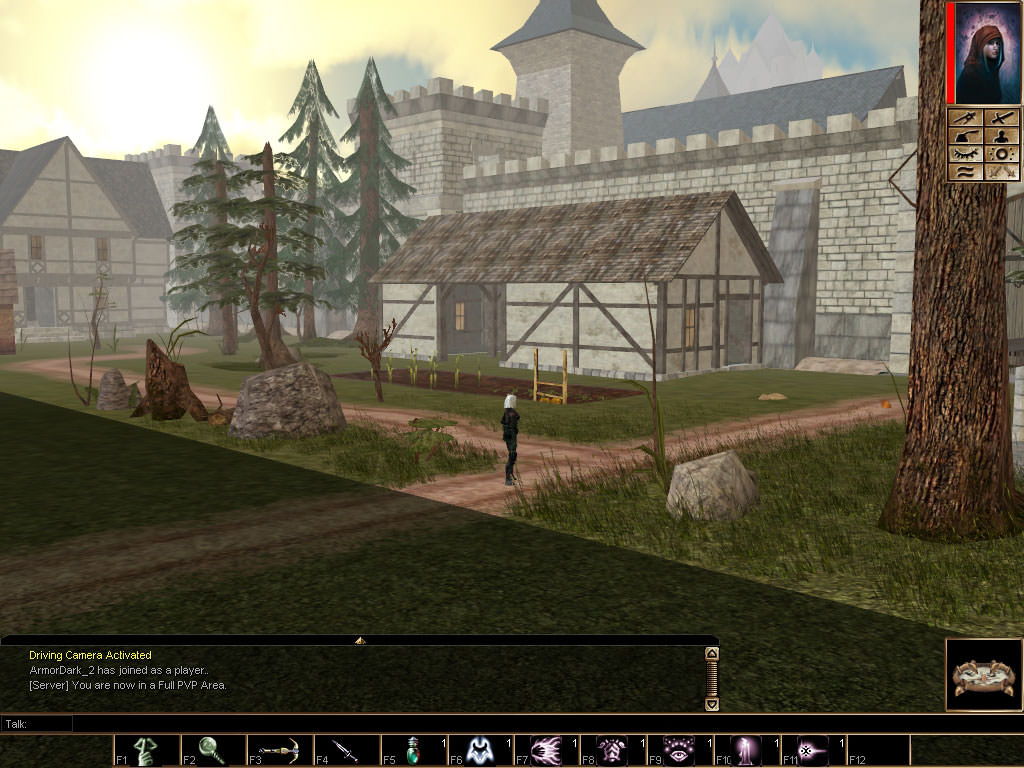 Driving Camera Activated
ArmorDark_2 has joined as a player..
[Server] You are now in a Full PVP Area.
Talk:
F1 F2 F3 F4 F5 1 F6 1 F7 1 F8 1 F9 1 F10 1 F11 1 F12